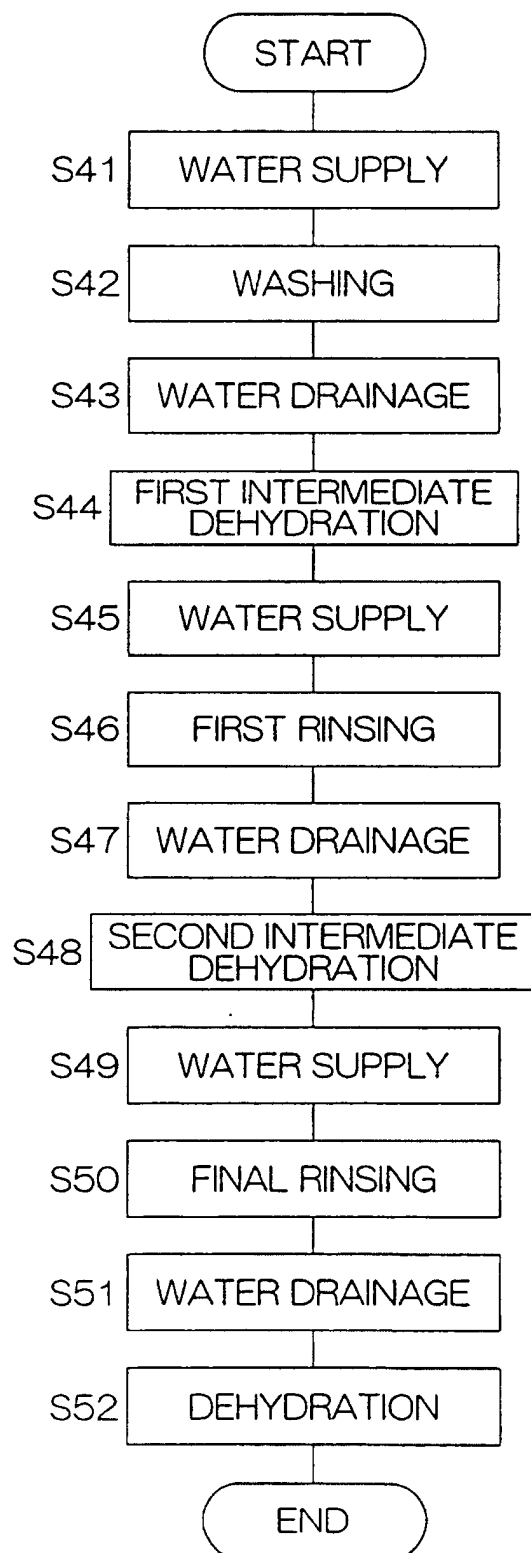 START
S41 WATER SUPPLY
S42 WASHING
S43 WATER DRAINAGE
S44 FIRST INTERMEDIATE
DEHYDRATION
S45 WATER SUPPLY
S46 FIRST RINSING
S47 WATER DRAINAGE
S48 SECOND INTERMEDIATE
DEHYDRATION
S49 WATER SUPPLY
S50 FINAL RINSING
S51 WATER DRAINAGE
S52 DEHYDRATION
END